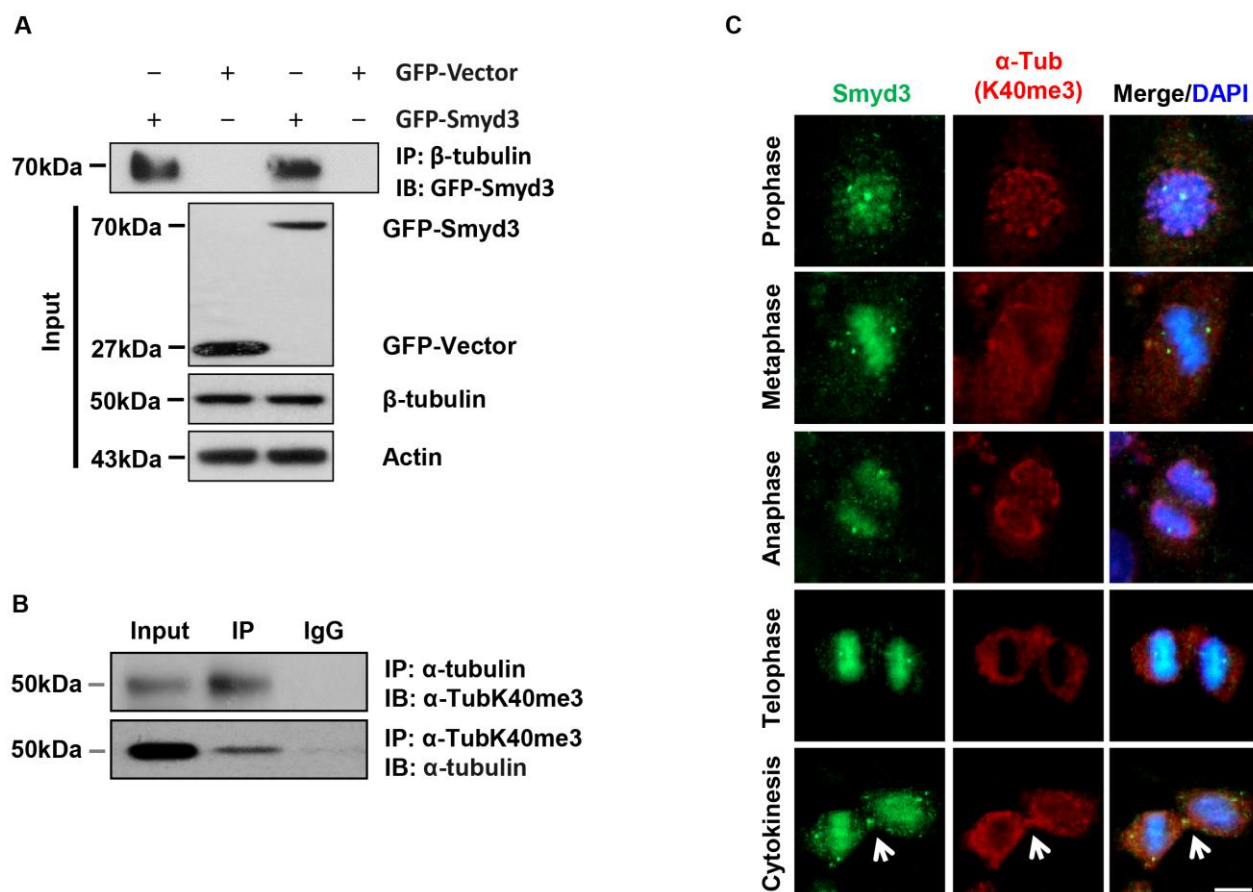 A
– + – + GFP-Vector
+ – + – GFP-Smyd3
70kDa
IP: β-tubulin
IB: GFP-Smyd3
Input
70kDa
GFP-Smyd3
27kDa
GFP-Vector
50kDa
β-tubulin
43kDa
Actin
B
Input IP IgG
50kDa
IP: α-tubulin
IB: α-TubK40me3
50kDa
IP: α-TubK40me3
IB: α-tubulin
C
Smyd3
α-Tub
(K40me3)
Merge/DAPI
Prophase
Metaphase
Anaphase
Telophase
Cytokinesis